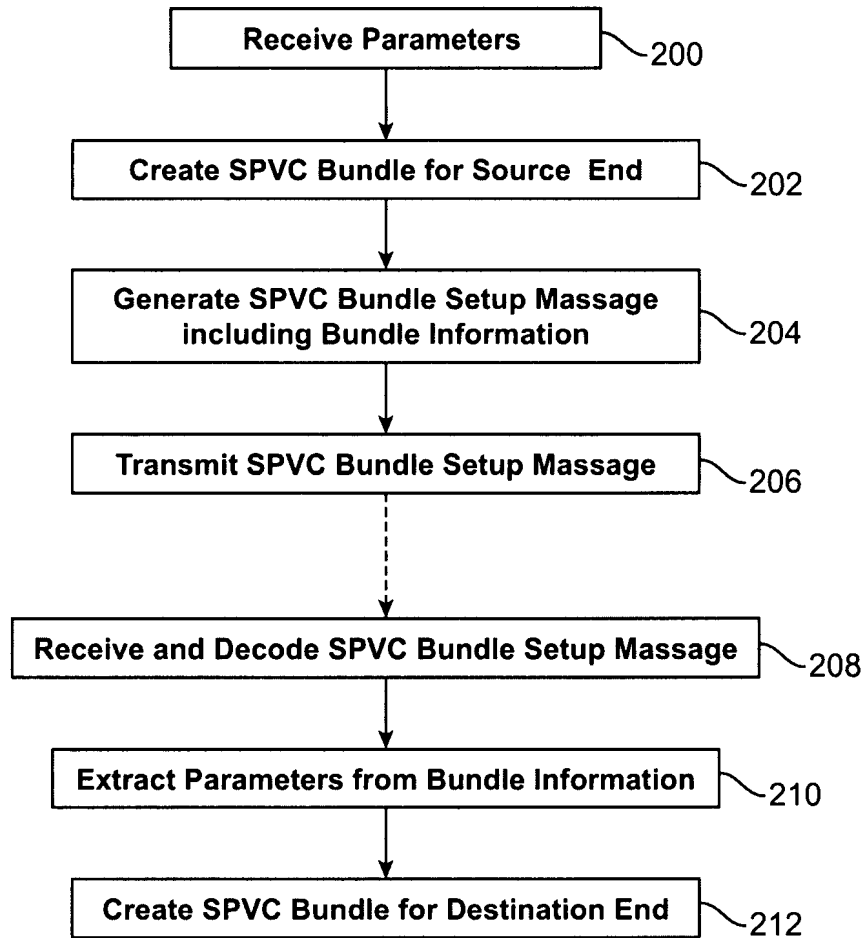 Receive Parameters
200
Create SPVC Bundle for Source End
202
Generate SPVC Bundle Setup Massage
including Bundle Information
204
Transmit SPVC Bundle Setup Massage
206
Receive and Decode SPVC Bundle Setup Massage
208
Extract Parameters from Bundle Information
210
Create SPVC Bundle for Destination End
212